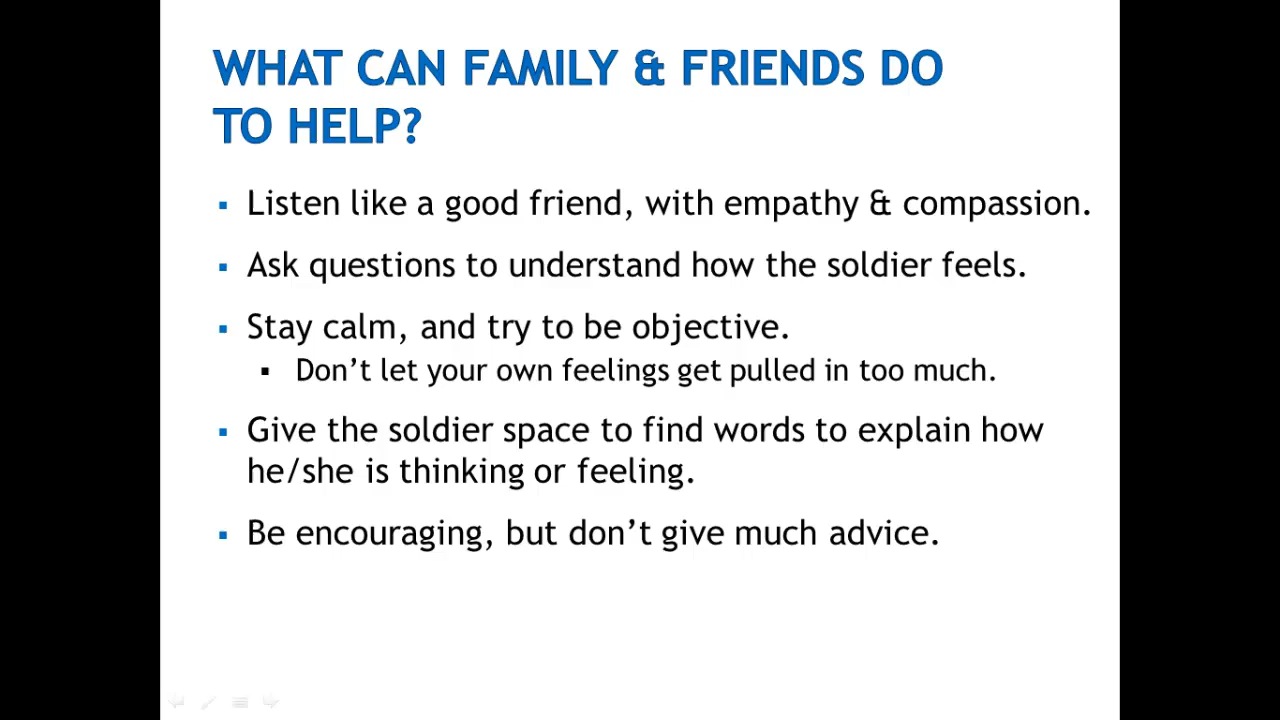 WHAT CAN FAMILY & FRIENDS DO
TO HELP?
▪ Listen like a good friend, with empathy & compassion.
▪ Ask questions to understand how the soldier feels.
▪ Stay calm, and try to be objective.
▪ Don’t let your own feelings get pulled in too much.
▪ Give the soldier space to find words to explain how
he/she is thinking or feeling.
▪ Be encouraging, but don’t give much advice.